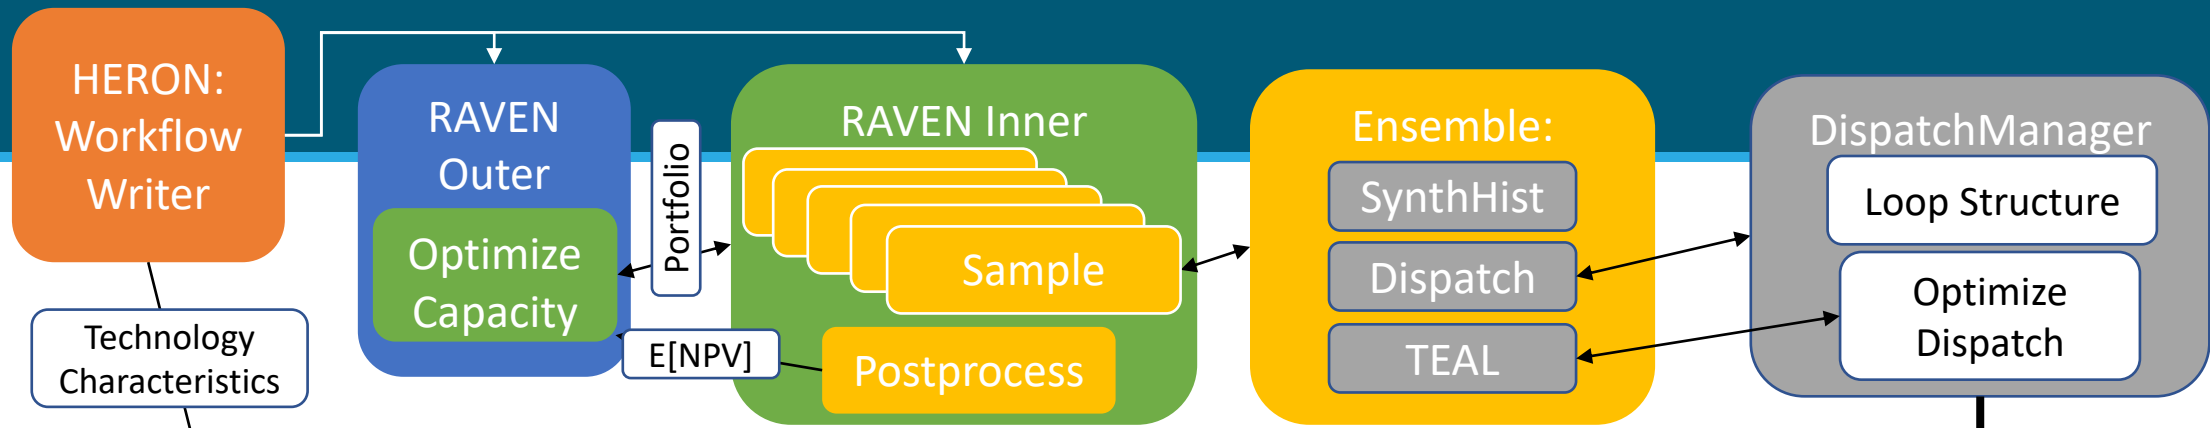 HERON:
Workflow
Writer
Technology
Characteristics
RAVEN
Outer
Optimize
Capacity
Portfolio
E[NPV]
RAVEN Inner
Sample
Postprocess
Ensemble:
SynthHist
Dispatch
TEAL
DispatchManager
Loop Structure
Optimize
Dispatch